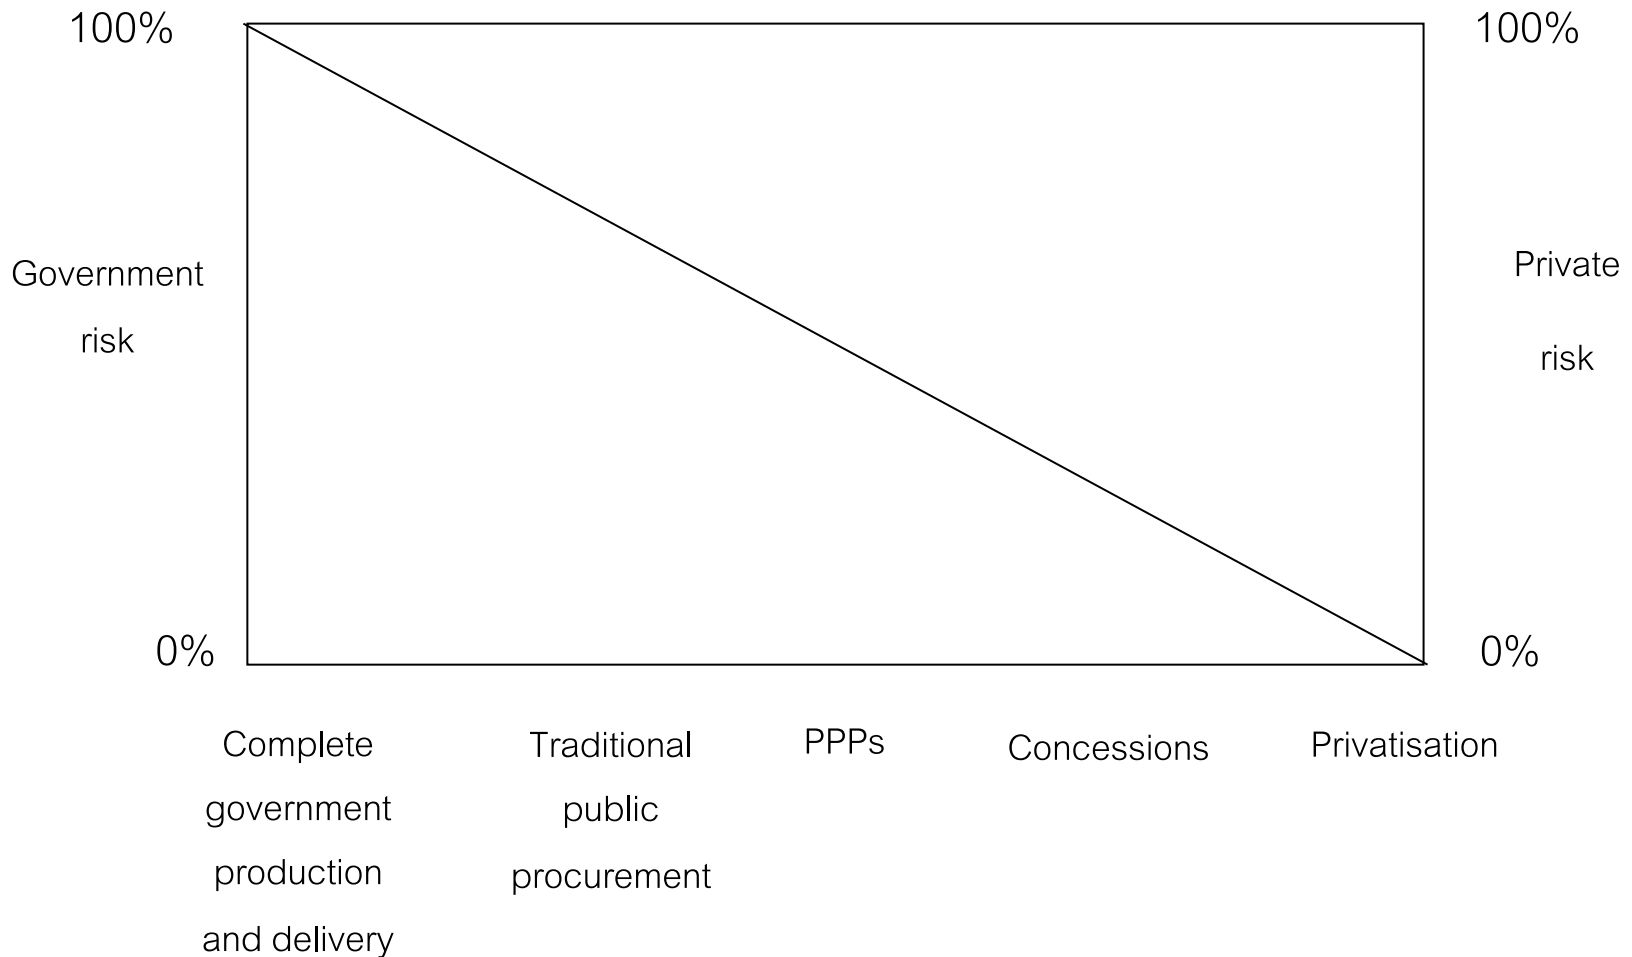 100%
100%
Government
risk
Private
risk
0%
0%
Complete
government
production
and delivery
Traditional
public
procurement
PPPs
Concessions
Privatisation